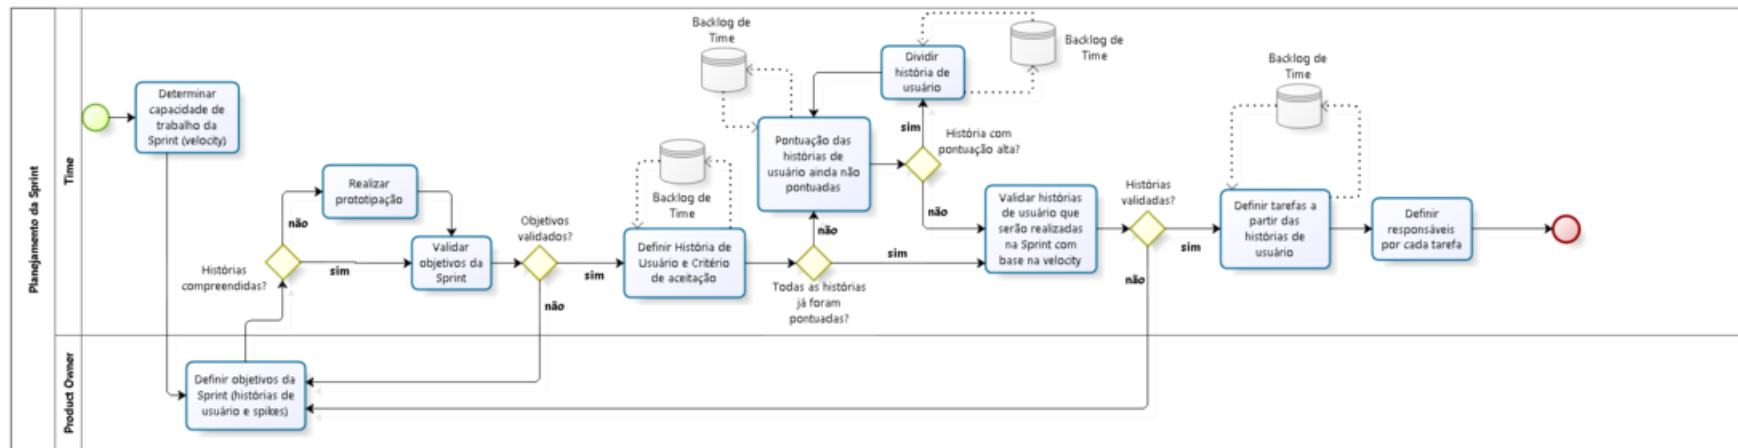 Planejamento da Sprint
Time
Product Owner
Determinar
capacidade de
trabalho da
Sprint (velocity)
Definir objetivos da
Sprint (histórias de
usuário e spikes)
Histórias
compreendidas?
não
sim
Realizar
prototipação
Validar
objetivos da
Sprint
Objetivos
validados?
sim
não
Backlog de
Time
Definir História de
Usuário e Critério
de aceitação
Todas as histórias
já foram
pontuadas?
não
sim
Backlog de
Time
Pontuação das
histórias de
usuário ainda não
pontuadas
História com
pontuação alta?
sim
não
Dividir
história de
usuário
Backlog de
Time
Validar histórias
de usuário que
serão realizadas
na Sprint com
base na velocity
Histórias
validadas?
sim
não
Backlog de
Time
Definir tarefas a
partir das
histórias de
usuário
Definir
responsáveis
por cada tarefa